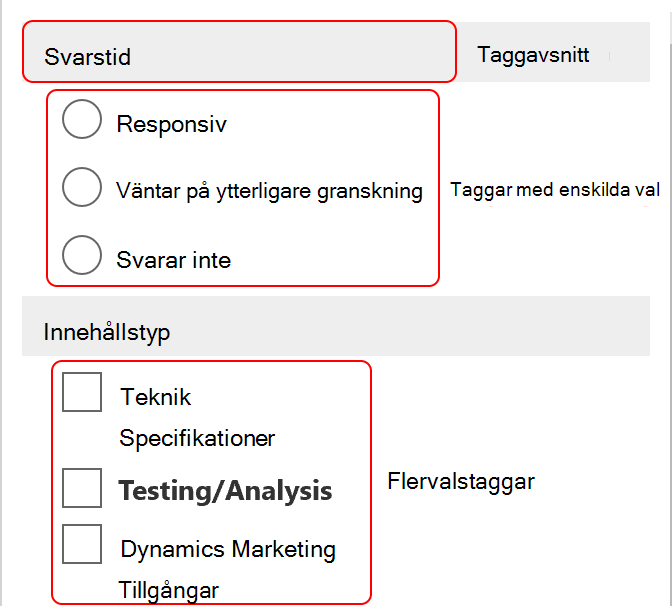 Svarstid
Taggavsnitt
Responsiv
Väntar på ytterligare granskning
Taggar med enskilda val
Svarar inte
Innehållstyp
Teknik
Specifikationer
Testing/Analysis
Flervalstaggar
Dynamics Marketing
Tillgångar